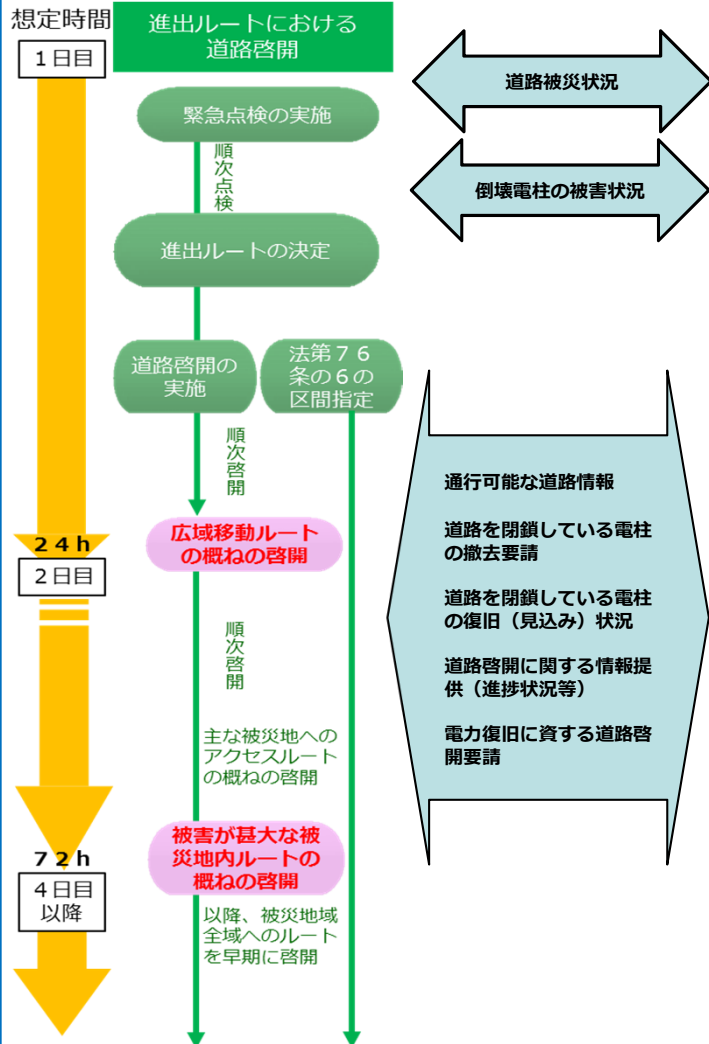 想定時間
進出ルートにおける
道路啓開
1日目
緊急点検の実施
順次点検
進出ルートの決定
道路啓開の
実施
法第76
条の6の
区間指定
順次啓開
広域移動ルート
の概ねの啓開
24h
2日目
順次啓開
主な被災地への
アクセスルート
の概ねの啓開
被害が甚大な被
災地内ルートの
概ねの啓開
72h
4日目
以降
以降、被災地域
全域へのルート
を早期に啓開
道路被災状況
倒壊電柱の被害状況
通行可能な道路情報
道路を閉鎖している電柱
の撤去要請
道路を閉鎖している電柱
の復旧（見込み）状況
道路啓開に関する情報提
供（進捗状況等）
電力復旧に資する道路啓
開要請